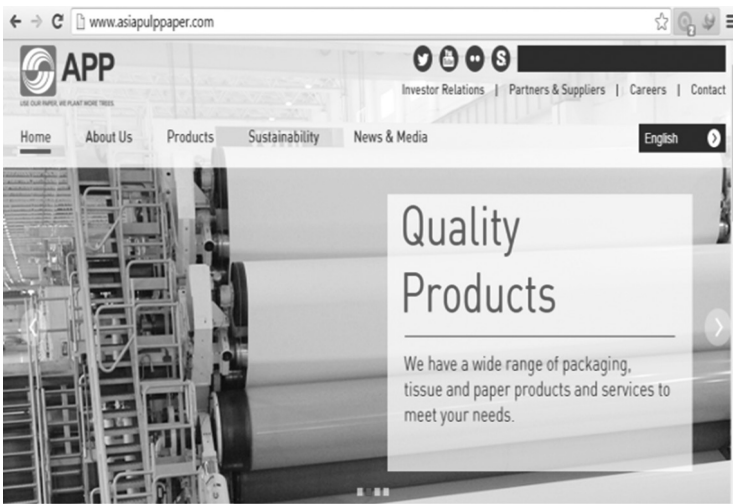 www.asiapulppaper.com
APP
USE OUR PAPER. WE PLANT MORE TREES.
Investor Relations | Partners & Suppliers | Careers | Contact
Home About Us Products Sustainability News & Media
English
Quality
Products
We have a wide range of packaging,
tissue and paper products and services to
meet your needs.